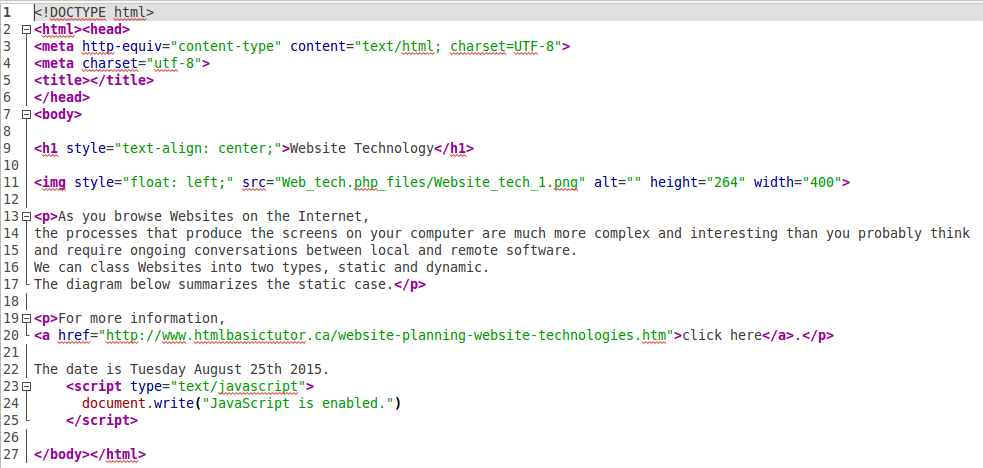 1 <!DOCTYPE html>
2 <html><head>
3 <meta http-equiv="content-type" content="text/html; charset=UTF-8">
4 <meta charset="utf-8">
5 <title></title>
6 </head>
7 <body>
8
9 <h1 style="text-align: center;">Website Technology</h1>
10
11 <img style="float: left;" src="Web_tech.php_files/Website_tech_1.png" alt="" height="264" width="400">
12
13 <p>As you browse Websites on the Internet,
14 the processes that produce the screens on your computer are much more complex and interesting than you probably think
15 and require ongoing conversations between local and remote software.
16 We can class Websites into two types, static and dynamic.
17 The diagram below summarizes the static case.</p>
18
19 <p>For more information,
20 <a href="http://www.htmlbasictutor.ca/website-planning-website-technologies.htm">click here</a>.</p>
21
22 The date is Tuesday August 25th 2015.
23     <script type="text/javascript">
24       document.write("JavaScript is enabled.")
25     </script>
26
27 </body></html>